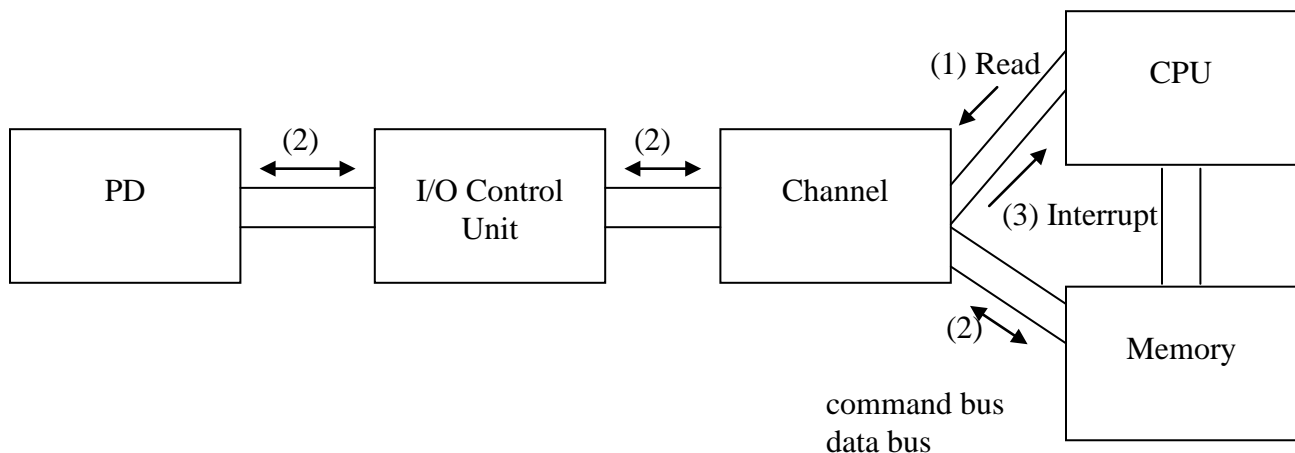 (1) Read
CPU
(2)
(2)
PD
I/O Control
Unit
Channel
(3) Interrupt
(2)
Memory
command bus
data bus